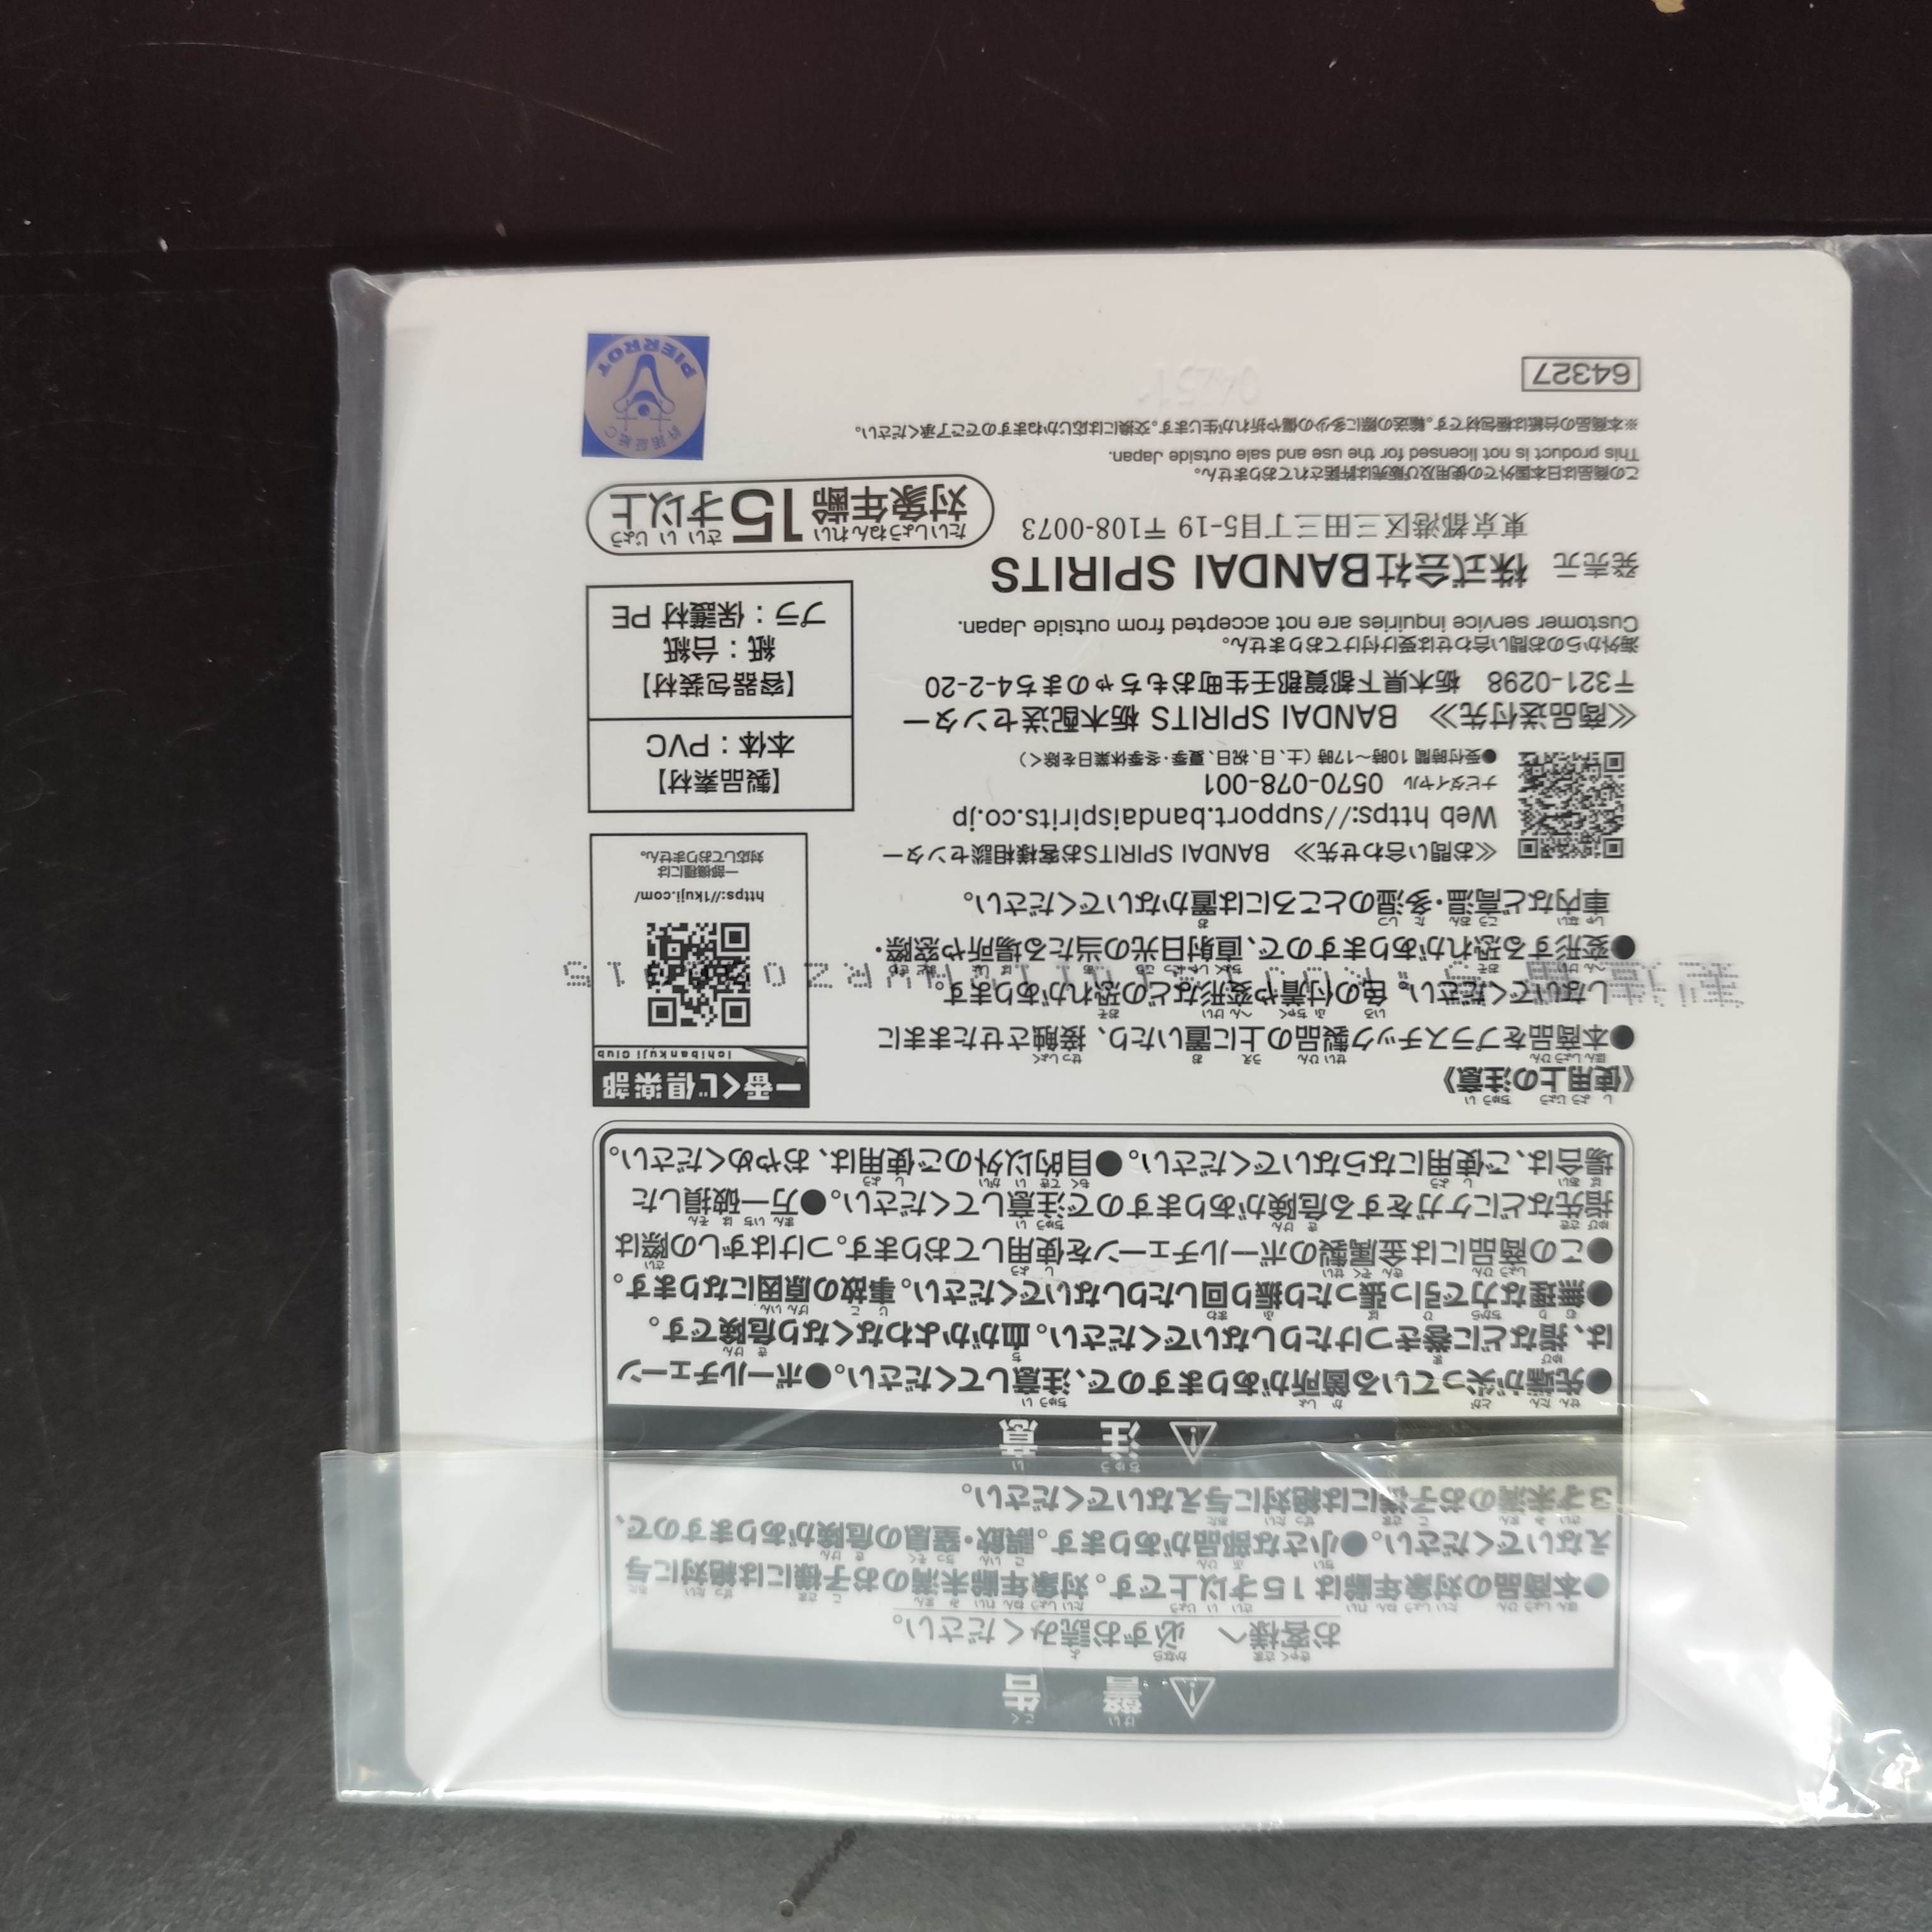 警告
お客様へ 必ずお読みください。
●本商品の対象年齢は15才以上です。対象年齢未満のお子様には絶対に与
えないでください。●小さな部品があります。誤飲・窒息の危険がありますので、
3才未満のお子様には絶対に与えないでください。
注意
●先端が尖っている箇所がありますので、注意してください。●ボールチェーン
は、指などに巻きつけたりしないでください。血がかよわなくなり危険です。
●無理な力で引っ張ったり振り回したりしないでください。事故の原因になります。
●この商品には金属製のボールチェーンを使用しております。つけはずしの際は
指先などにケガをする危険がありますので注意してください。●万一破損した
場合は、ご使用にならないでください。●目的以外のご使用は、おやめください。
《使用上の注意》
●本商品をプラスチック製品の上に置いたり、接触させたままに
しないでください。色の付着や変形などの恐れがあります。
●変形する恐れがありますので、直射日光の当たる場所や窓際・
車内など高温・多湿のところには置かないでください。
一番くじ倶楽部
Ichibankuji Club
https://1kuji.com/
一部機種には
対応しておりません。
≪お問い合わせ先≫ BANDAI SPIRITSお客様相談センター
Web https://support.bandaispirits.co.jp
ナビダイヤル 0570-078-001
●受付時間 10時〜17時（土、日、祝日、夏季・冬季休業日を除く）
≪商品送付先≫ BANDAI SPIRITS 栃木配送センター
〒321-0298 栃木県下都賀郡壬生町おもちゃのまち4-2-20
海外からのお問い合わせは受け付けておりません。
Customer service inquiries are not accepted from outside Japan.
【製品素材】
本体：PVC
【容器包装材】
紙：台紙
プラ：保護材 PE
発売元 株式会社BANDAI SPIRITS
東京都港区三田三丁目5-19 〒108-0073
対象年齢15才以上
この商品は日本国外での使用及び販売は許諾されておりません。
This product is not licensed for the use and sale outside Japan.
※本商品の台紙は梱包材です。輸送の際に多少の傷や折れが生じます。交換には応じかねますのでご了承ください。
64327
PIERROT